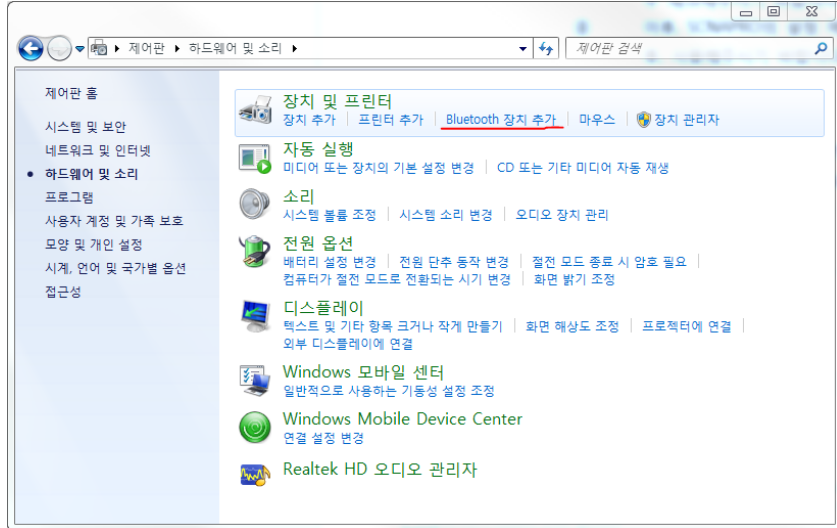 제어판 ▸ 하드웨어 및 소리 ▸
제어판 검색
제어판 홈
시스템 및 보안
네트워크 및 인터넷
하드웨어 및 소리
프로그램
사용자 계정 및 가족 보호
모양 및 개인 설정
시계, 언어 및 국가별 옵션
접근성
장치 및 프린터
장치 추가 | 프린터 추가 | Bluetooth 장치 추가 | 마우스 | 장치 관리자
자동 실행
미디어 또는 장치의 기본 설정 변경 | CD 또는 기타 미디어 자동 재생
소리
시스템 볼륨 조정 | 시스템 소리 변경 | 오디오 장치 관리
전원 옵션
배터리 설정 변경 | 전원 단추 동작 변경 | 절전 모드 종료 시 암호 필요 |
컴퓨터가 절전 모드로 전환되는 시기 변경 | 화면 밝기 조정
디스플레이
텍스트 및 기타 항목 크거나 작게 만들기 | 화면 해상도 조정 | 프로젝터에 연결 |
외부 디스플레이에 연결
Windows 모바일 센터
일반적으로 사용하는 기동성 설정 조정
Windows Mobile Device Center
연결 설정 변경
Realtek HD 오디오 관리자